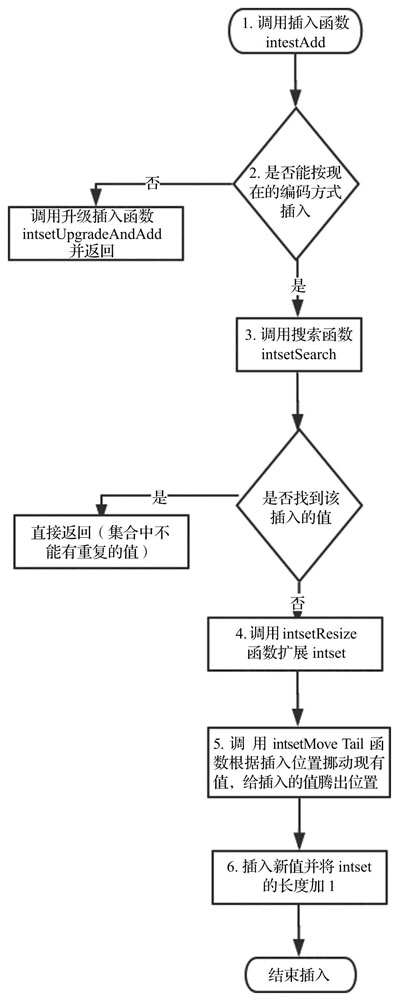 1. 调用插入函数
intestAdd
2. 是否能按现
在的编码方式
插入
否
调用升级插入函数
intsetUpgradeAndAdd
并返回
是
3. 调用搜索函数
intsetSearch
是否找到该
插入的值
是
直接返回（集合中不
能有重复的值）
否
4. 调用 intsetResize
函数扩展 intset
5. 调 用 intsetMove Tail 函
数根据插入位置挪动现有
值，给插入的值腾出位置
6. 插入新值并将 intset
的长度加 1
结束插入